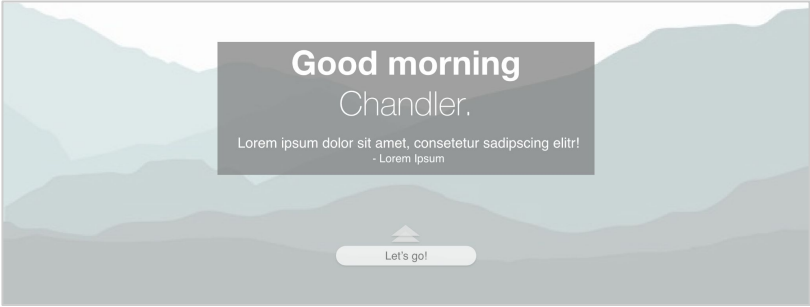 Good morning
Chandler.
Lorem ipsum dolor sit amet, consetetur sadipscing elitr!
- Lorem Ipsum
Let's go!